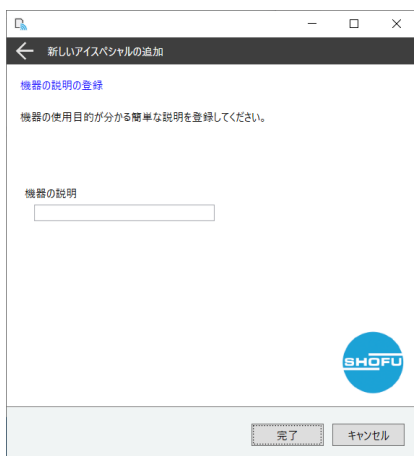 新しいアイスペシャルの追加
機器の説明の登録
機器の使用目的が分かる簡単な説明を登録してください。
機器の説明
SHOFU
完了
キャンセル